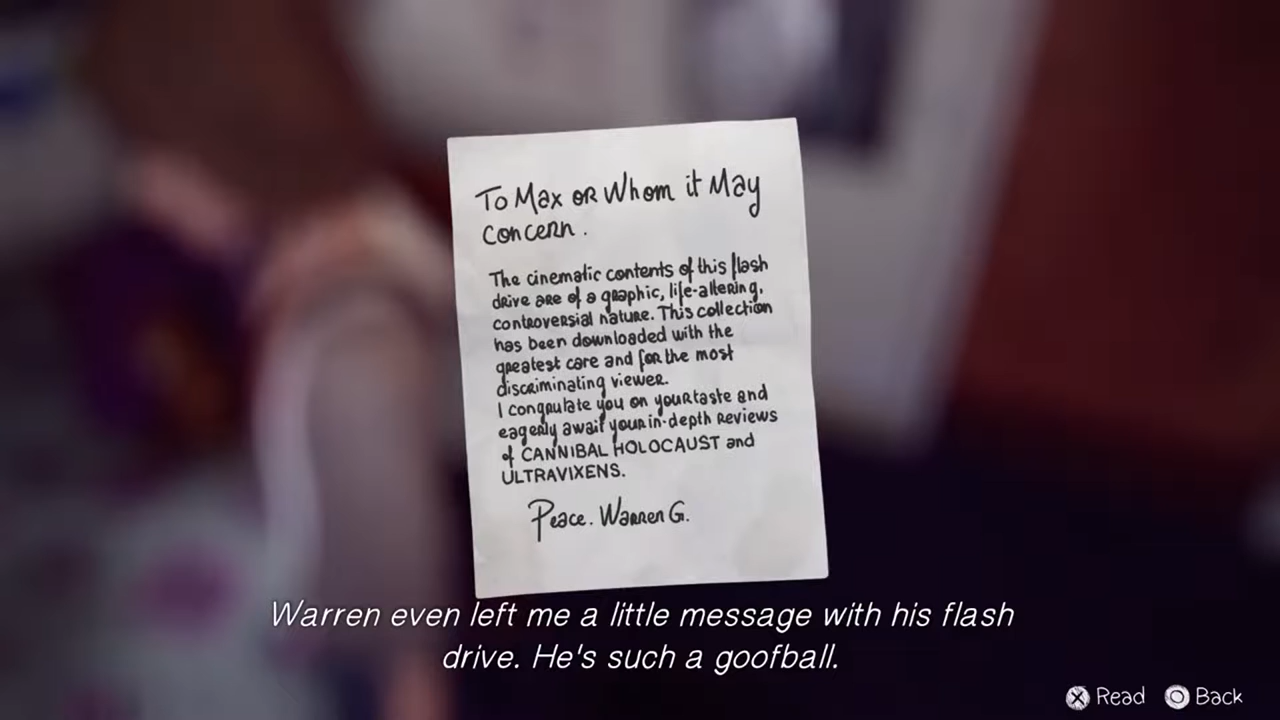 To Max or Whom it May
Concern.
The cinematic contents of this flash
drive are of a graphic, life-altering,
controversial nature. This collection
has been downloaded with the
greatest care and for the most
discriminating viewer.
I congrulate you on your taste and
eagerly await your in-depth Reviews
of CANNIBAL HOLOCAUST and
ULTRAVIXENS.
Peace. Warren G.
Warren even left me a little message with his flash
drive. He's such a goofball.
Read Back